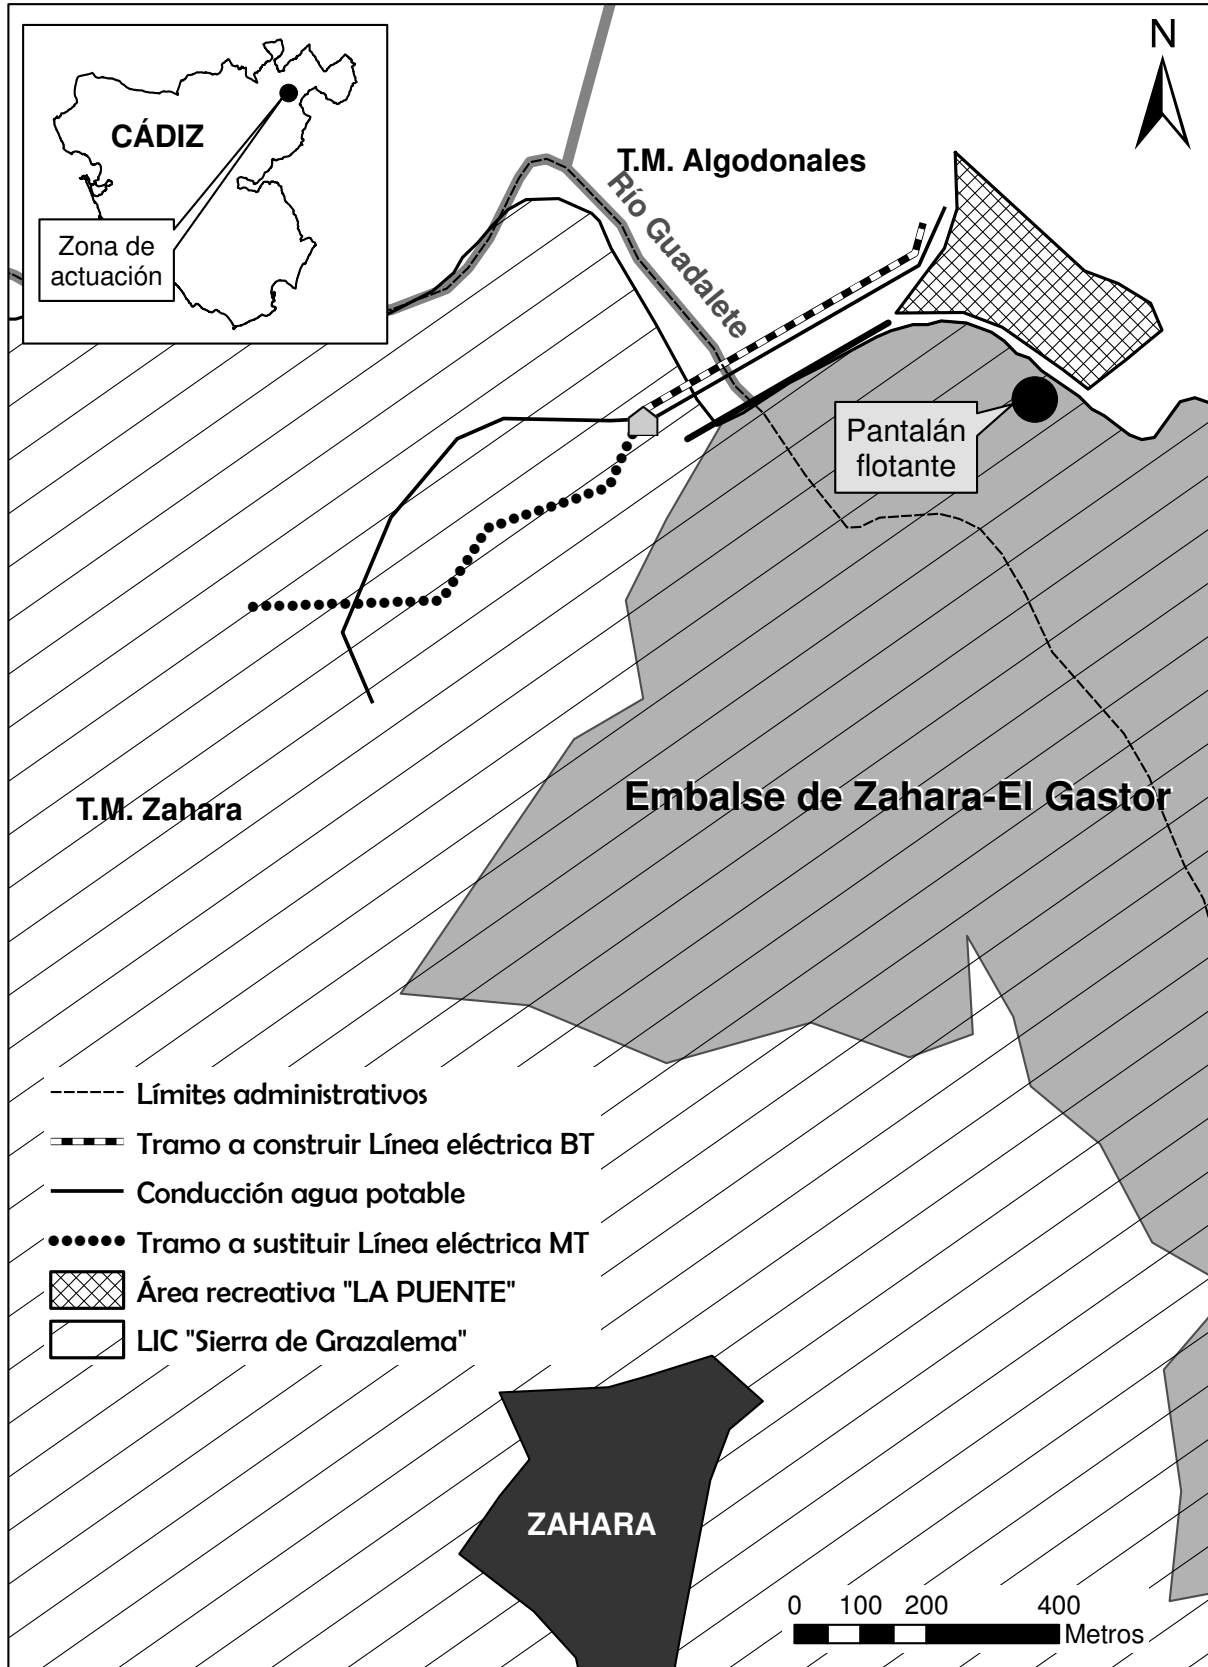 N
CÁDIZ
Zona de
actuación
T.M. Algodonales
Río Guadalete
Pantalán
flotante
T.M. Zahara
Embalse de Zahara-El Gastor
Límites administrativos
Tramo a construir Línea eléctrica BT
Conducción agua potable
Tramo a sustituir Línea eléctrica MT
Área recreativa "LA PUENTE"
LIC "Sierra de Grazalema"
ZAHARA
0 100 200 400
Metros